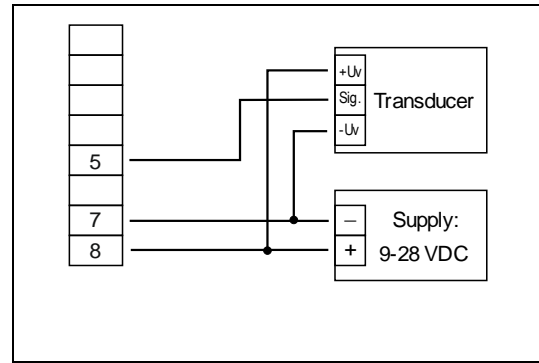 +Uv
Sig. Transducer
-Uv
5
7 – Supply:
8 + 9-28 VDC